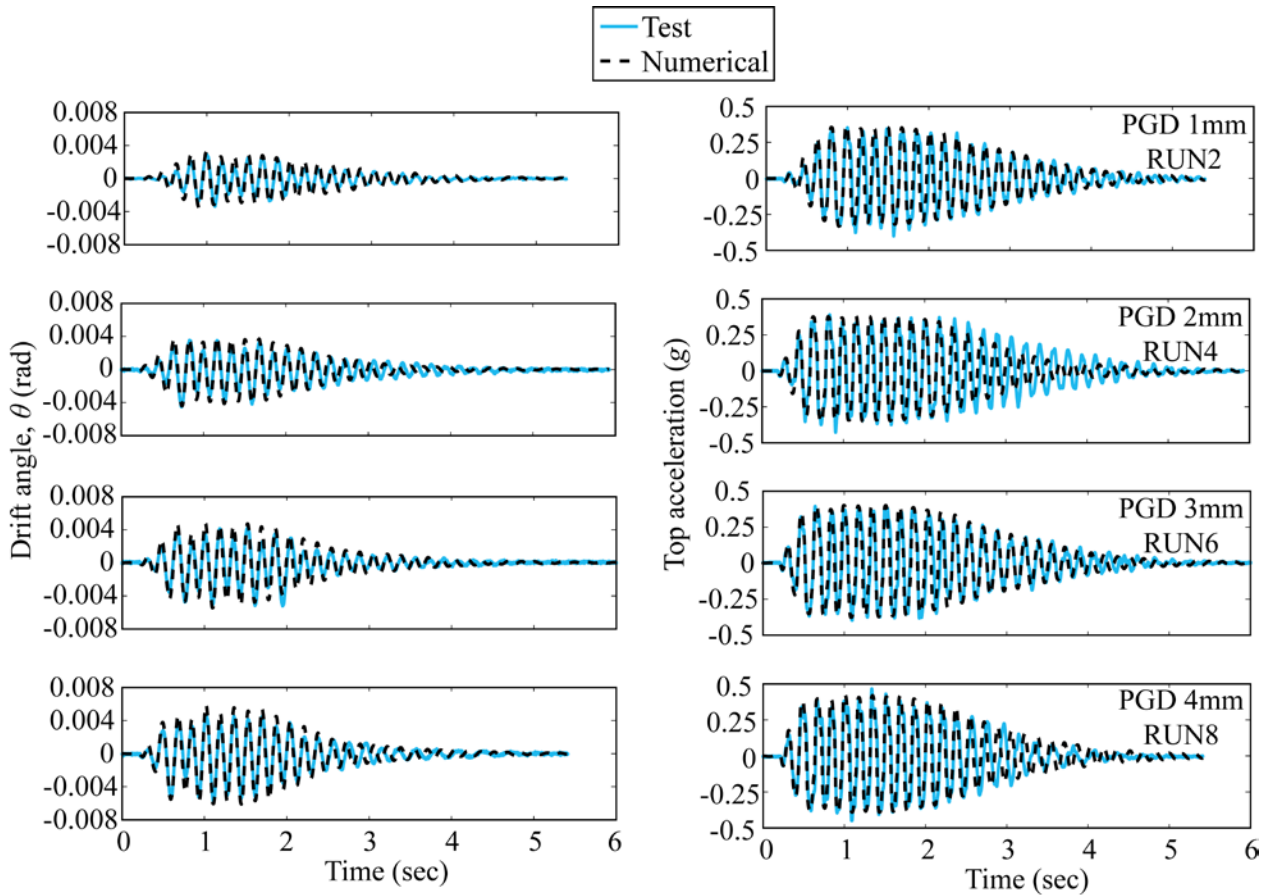 Test
Numerical
Drift angle, θ (rad)
0.008
0.004
0
-0.004
-0.008
0.008
0.004
0
-0.004
-0.008
0.008
0.004
0
-0.004
-0.008
0.008
0.004
0
-0.004
-0.008
0 1 2 3 4 5 6
Time (sec)
Top acceleration (g)
0.5
0.25
0
-0.25
-0.5
PGD 1mm
RUN2
0.5
0.25
0
-0.25
-0.5
PGD 2mm
RUN4
0.5
0.25
0
-0.25
-0.5
PGD 3mm
RUN6
0.5
0.25
0
-0.25
-0.5
PGD 4mm
RUN8
0 1 2 3 4 5 6
Time (sec)